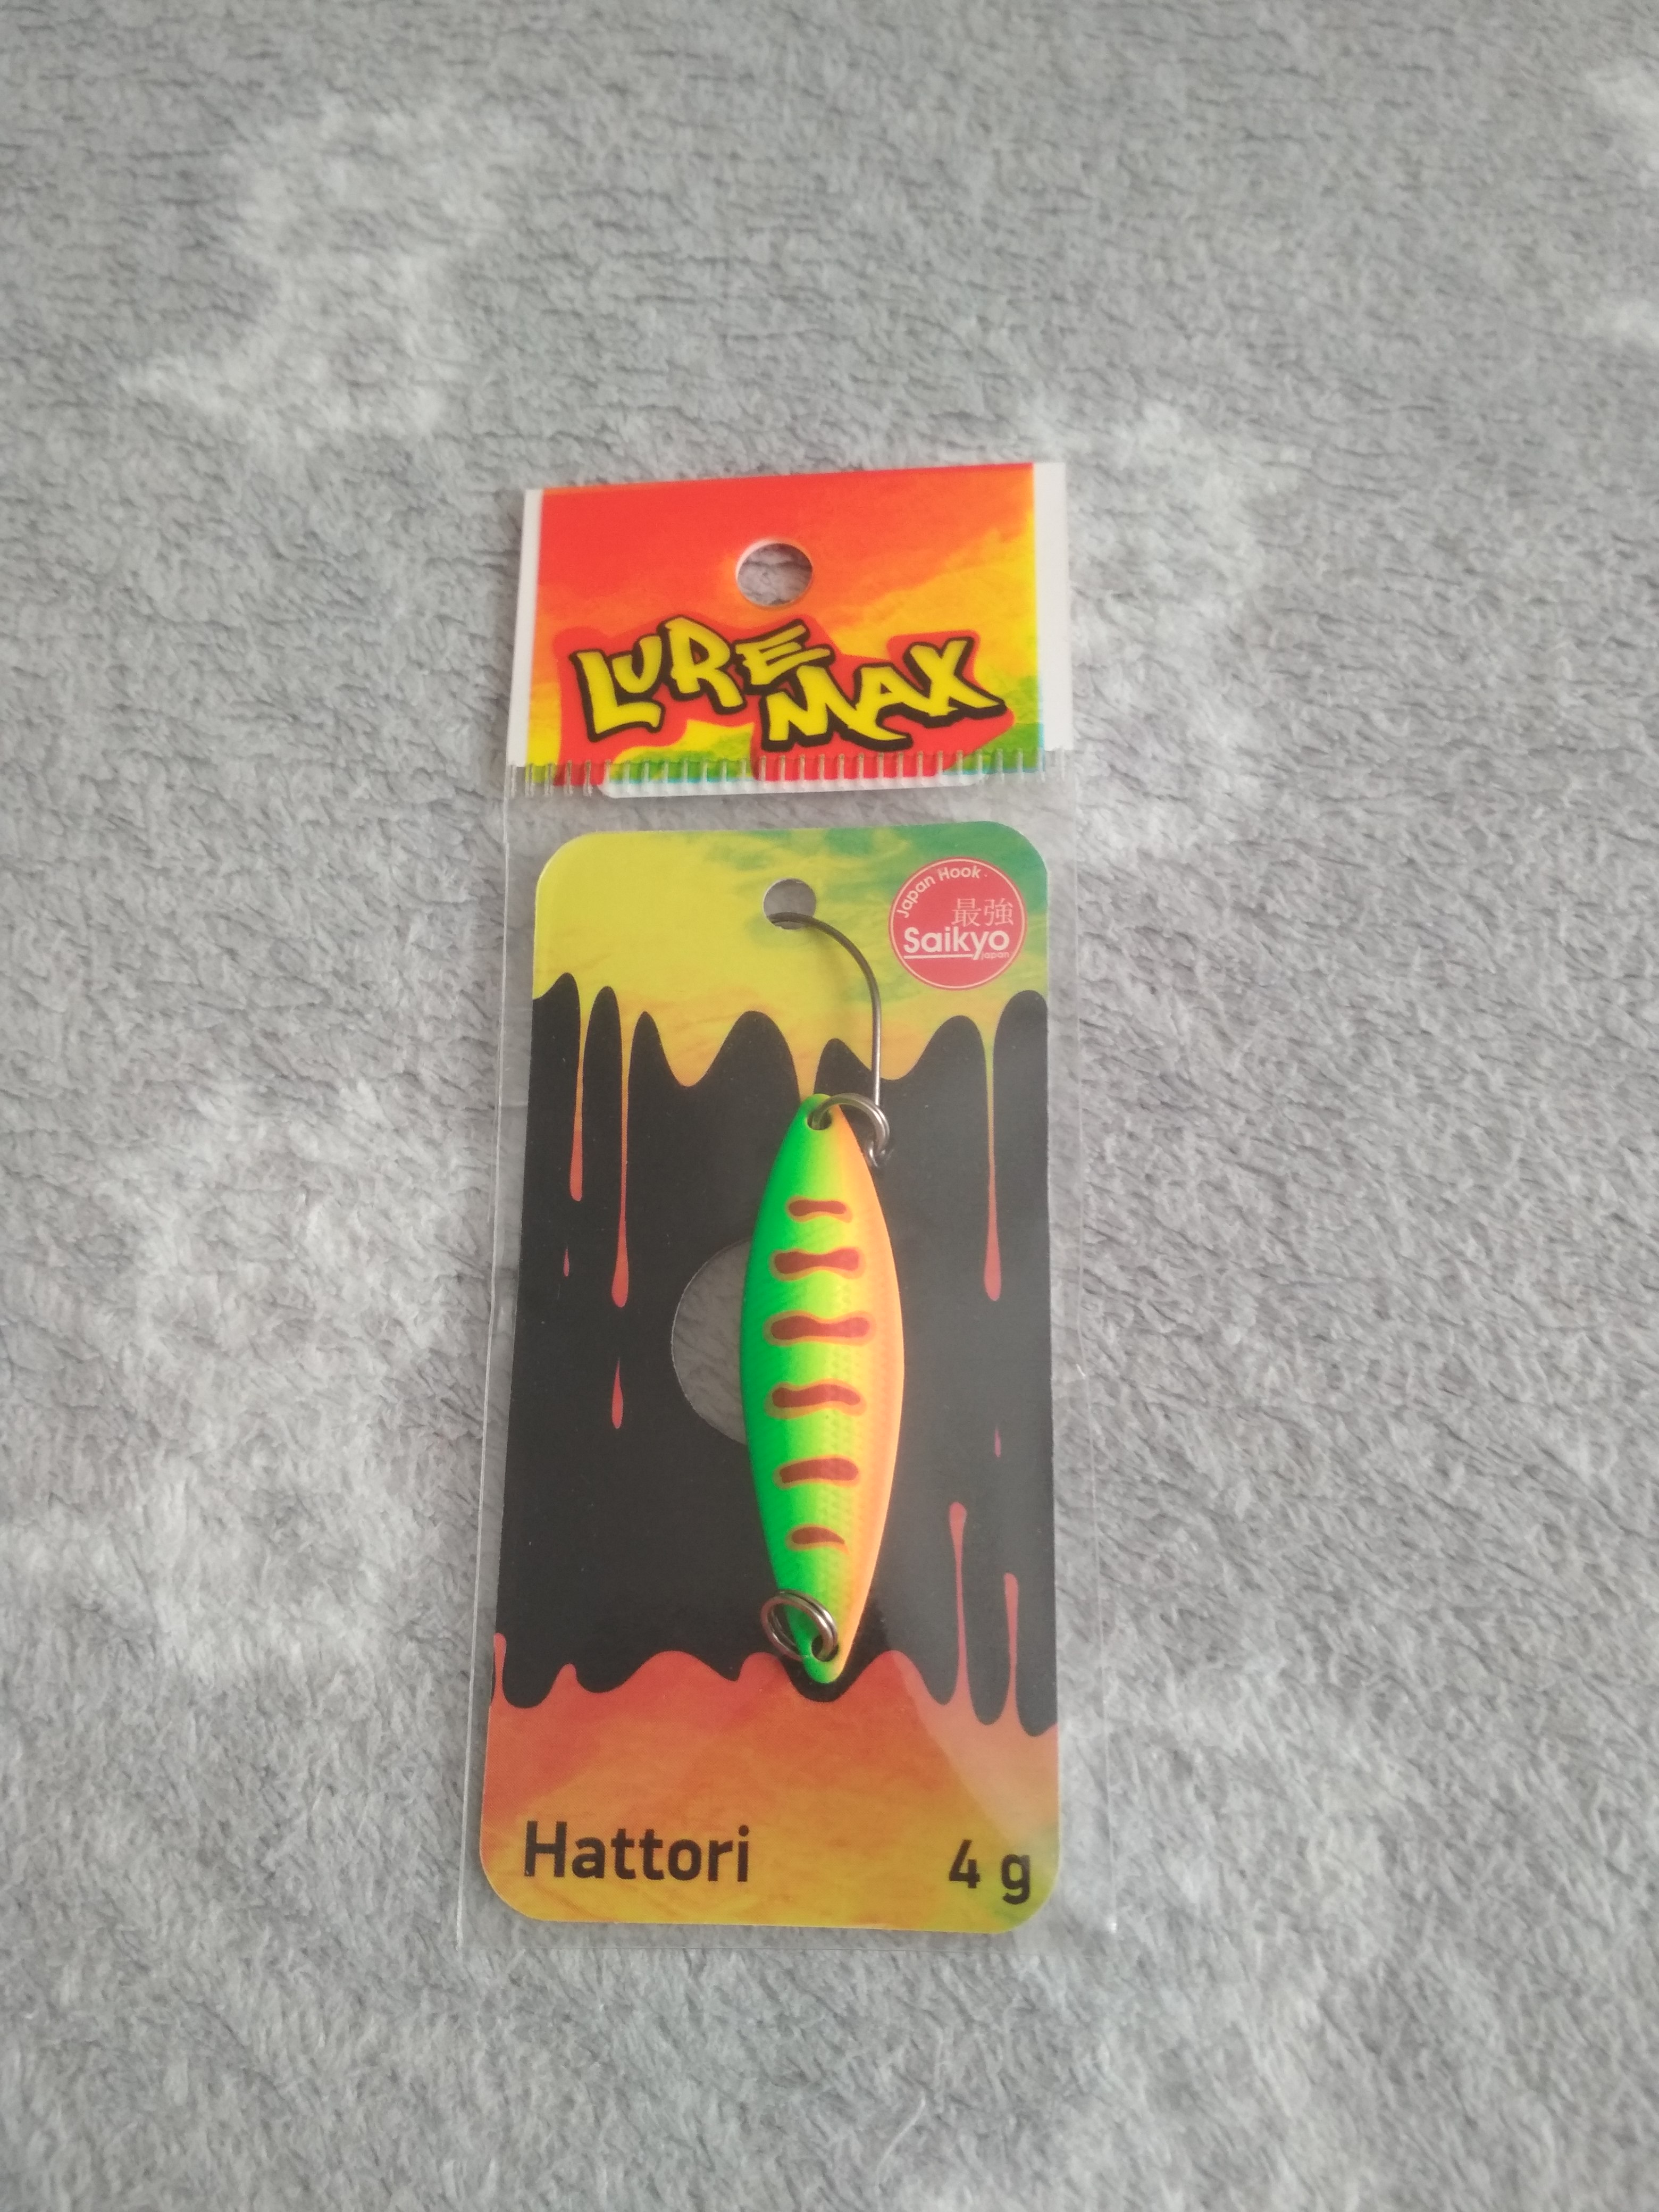 LURE
MAX
Japan Hook
最強
Saikyo
japan
Hattori
4 g